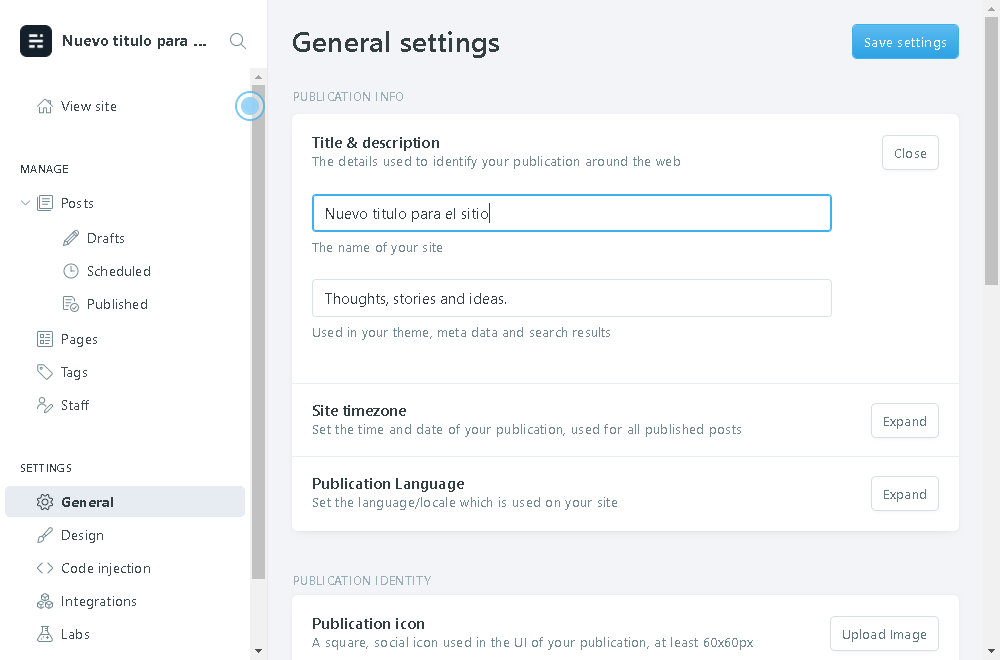 Nuevo titulo para ...
View site
MANAGE
Posts
Drafts
Scheduled
Published
Pages
Tags
Staff
SETTINGS
General
Design
Code injection
Integrations
Labs
General settings
Save settings
PUBLICATION INFO
Title & description
The details used to identify your publication around the web
Close
Nuevo titulo para el sitio
The name of your site
Thoughts, stories and ideas.
Used in your theme, meta data and search results
Site timezone
Set the time and date of your publication, used for all published posts
Expand
Publication Language
Set the language/locale which is used on your site
Expand
PUBLICATION IDENTITY
Publication icon
A square, social icon used in the UI of your publication, at least 60x60px
Upload Image